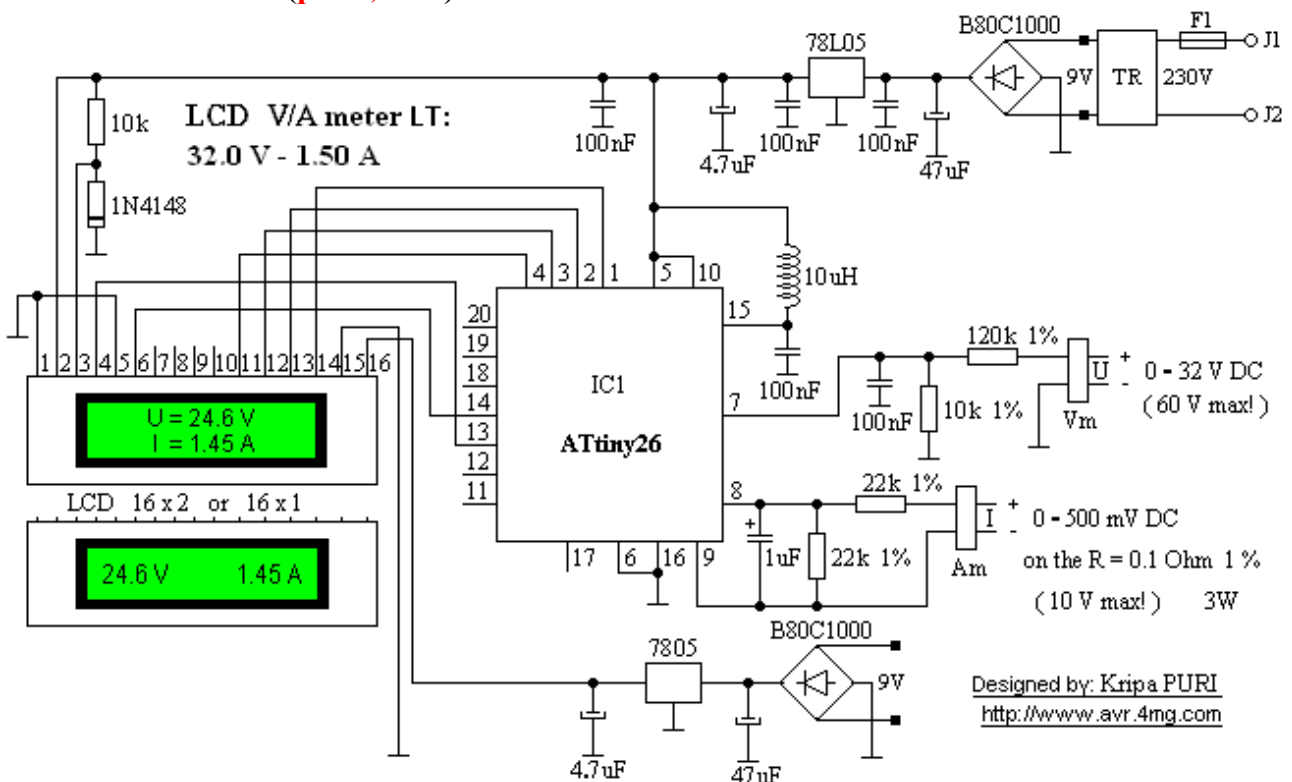 B80C1000
F1
78L05
J1
9V
TR
230V
J2
10k
LCD V/A meter LT:
32.0 V - 1.50 A
100nF
4.7uF
100nF
100nF
47uF
1N4148
4 3 2 1
5
10
10uH
20
19
18
14
13
12
11
15
100nF
IC1
ATtiny26
7
8
17
6
16
9
1 2 3 4 5 6 7 8 9 10 11 12 13 14 15 16
U = 24.6 V
I = 1.45 A
LCD 16 x 2 or 16 x 1
24.6 V 1.45 A
120k 1%
100nF
10k 1%
U
+
-
Vm
0 - 32 V DC
( 60 V max! )
22k 1%
+
1uF
22k 1%
I
+
-
Am
0 - 500 mV DC
on the R = 0.1 Ohm 1 %
( 10 V max! ) 3W
B80C1000
7805
9V
4.7uF
47uF
Designed by: Kripa PURI
http://www.avr.4mg.com